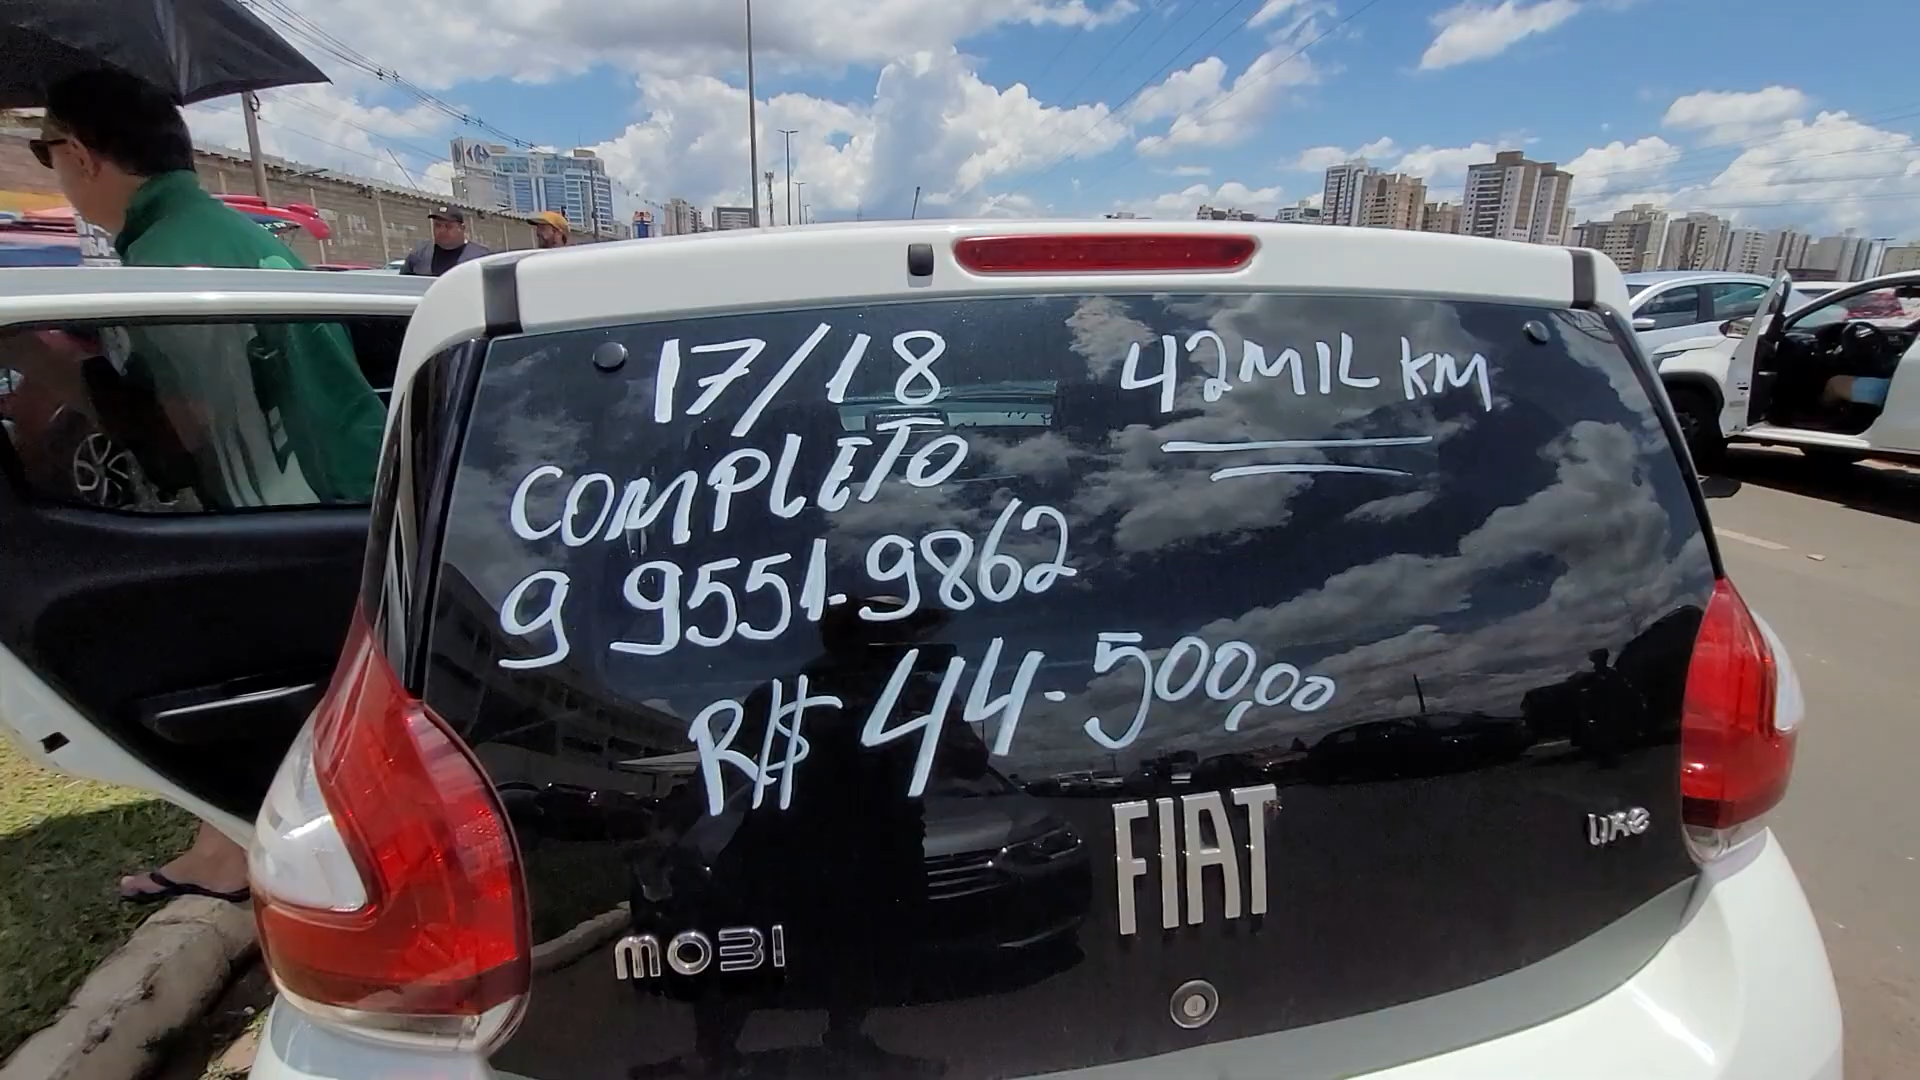 17/18 42MIL KM
COMPLETO
9 9551-9862
R$ 44.500,00
FIAT
LIKE
MOBI